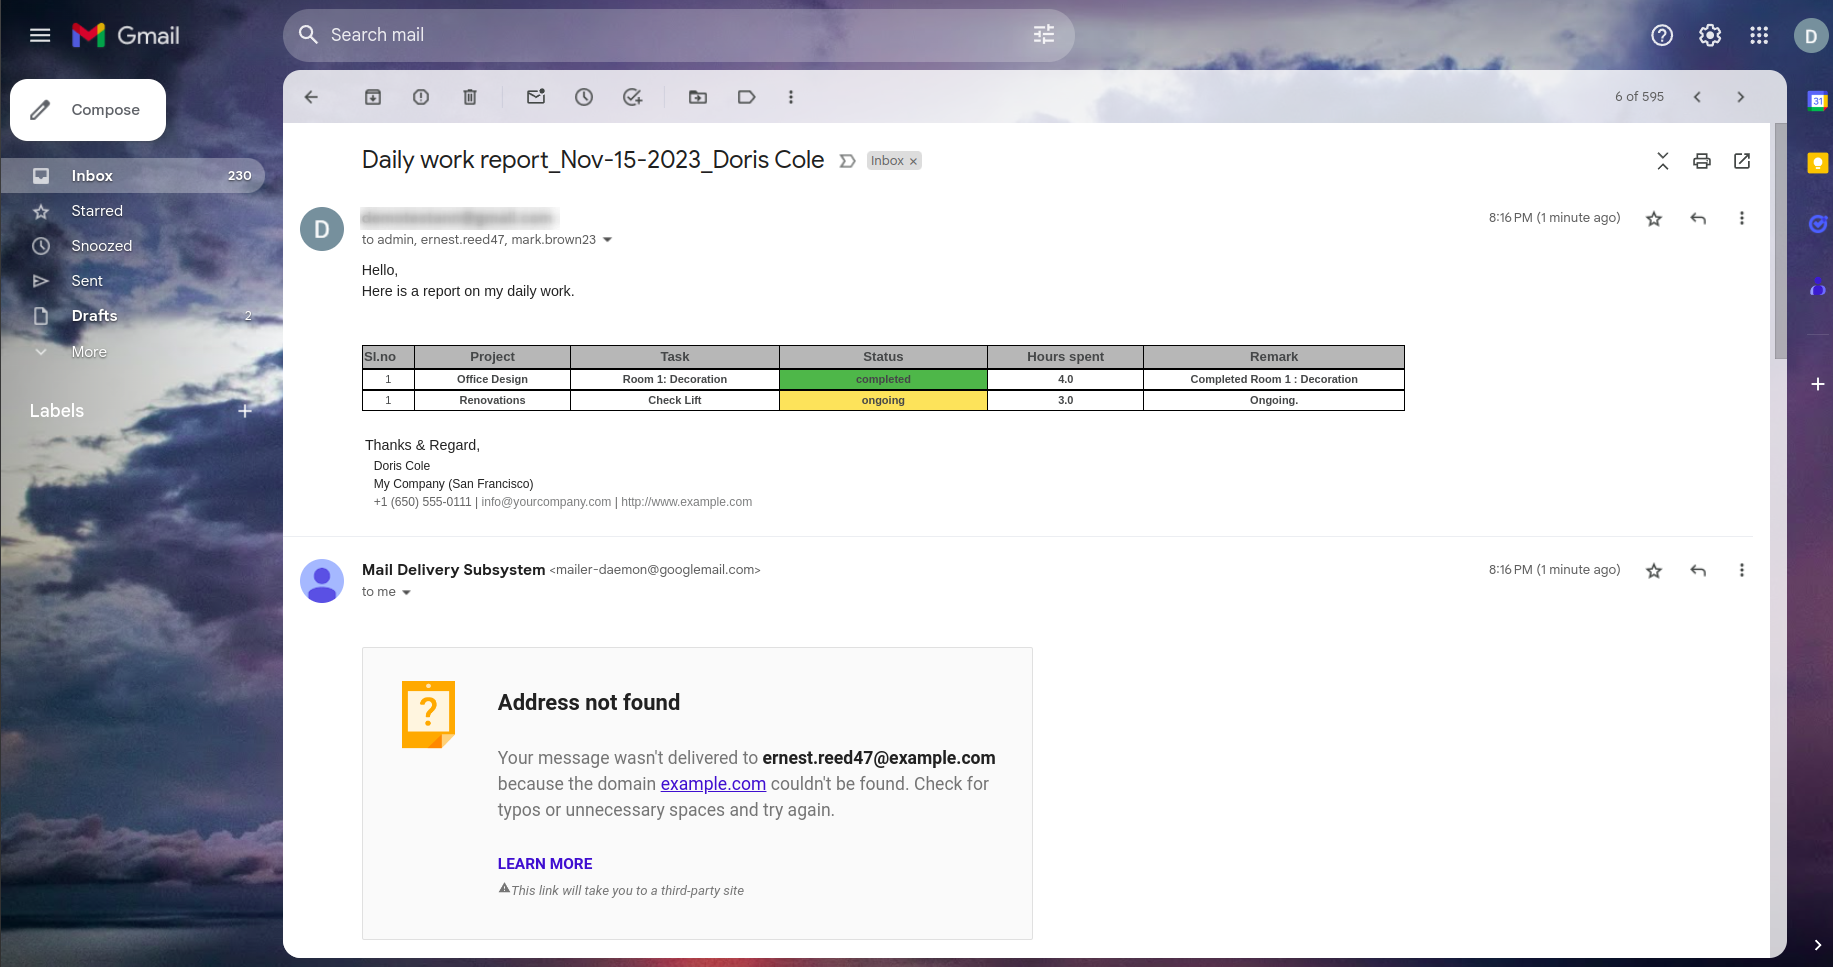 Gmail
Search mail
D
Compose
6 of 595
31
Inbox 230
Starred
Snoozed
Sent
Drafts 2
More
Labels
Daily work report_Nov-15-2023_Doris Cole
Inbox ×
D
8:16 PM (1 minute ago)
to admin, ernest.reed47, mark.brown23
Hello,
Here is a report on my daily work.
Sl.no Project Task Status Hours spent Remark
1 Office Design Room 1: Decoration completed 4.0 Completed Room 1 : Decoration
1 Renovations Check Lift ongoing 3.0 Ongoing.
Thanks & Regard,
Doris Cole
My Company (San Francisco)
+1 (650) 555-0111 | info@yourcompany.com | http://www.example.com
Mail Delivery Subsystem <mailer-daemon@googlemail.com> 8:16 PM (1 minute ago)
to me
Address not found
Your message wasn't delivered to ernest.reed47@example.com
because the domain example.com couldn't be found. Check for
typos or unnecessary spaces and try again.
LEARN MORE
This link will take you to a third-party site